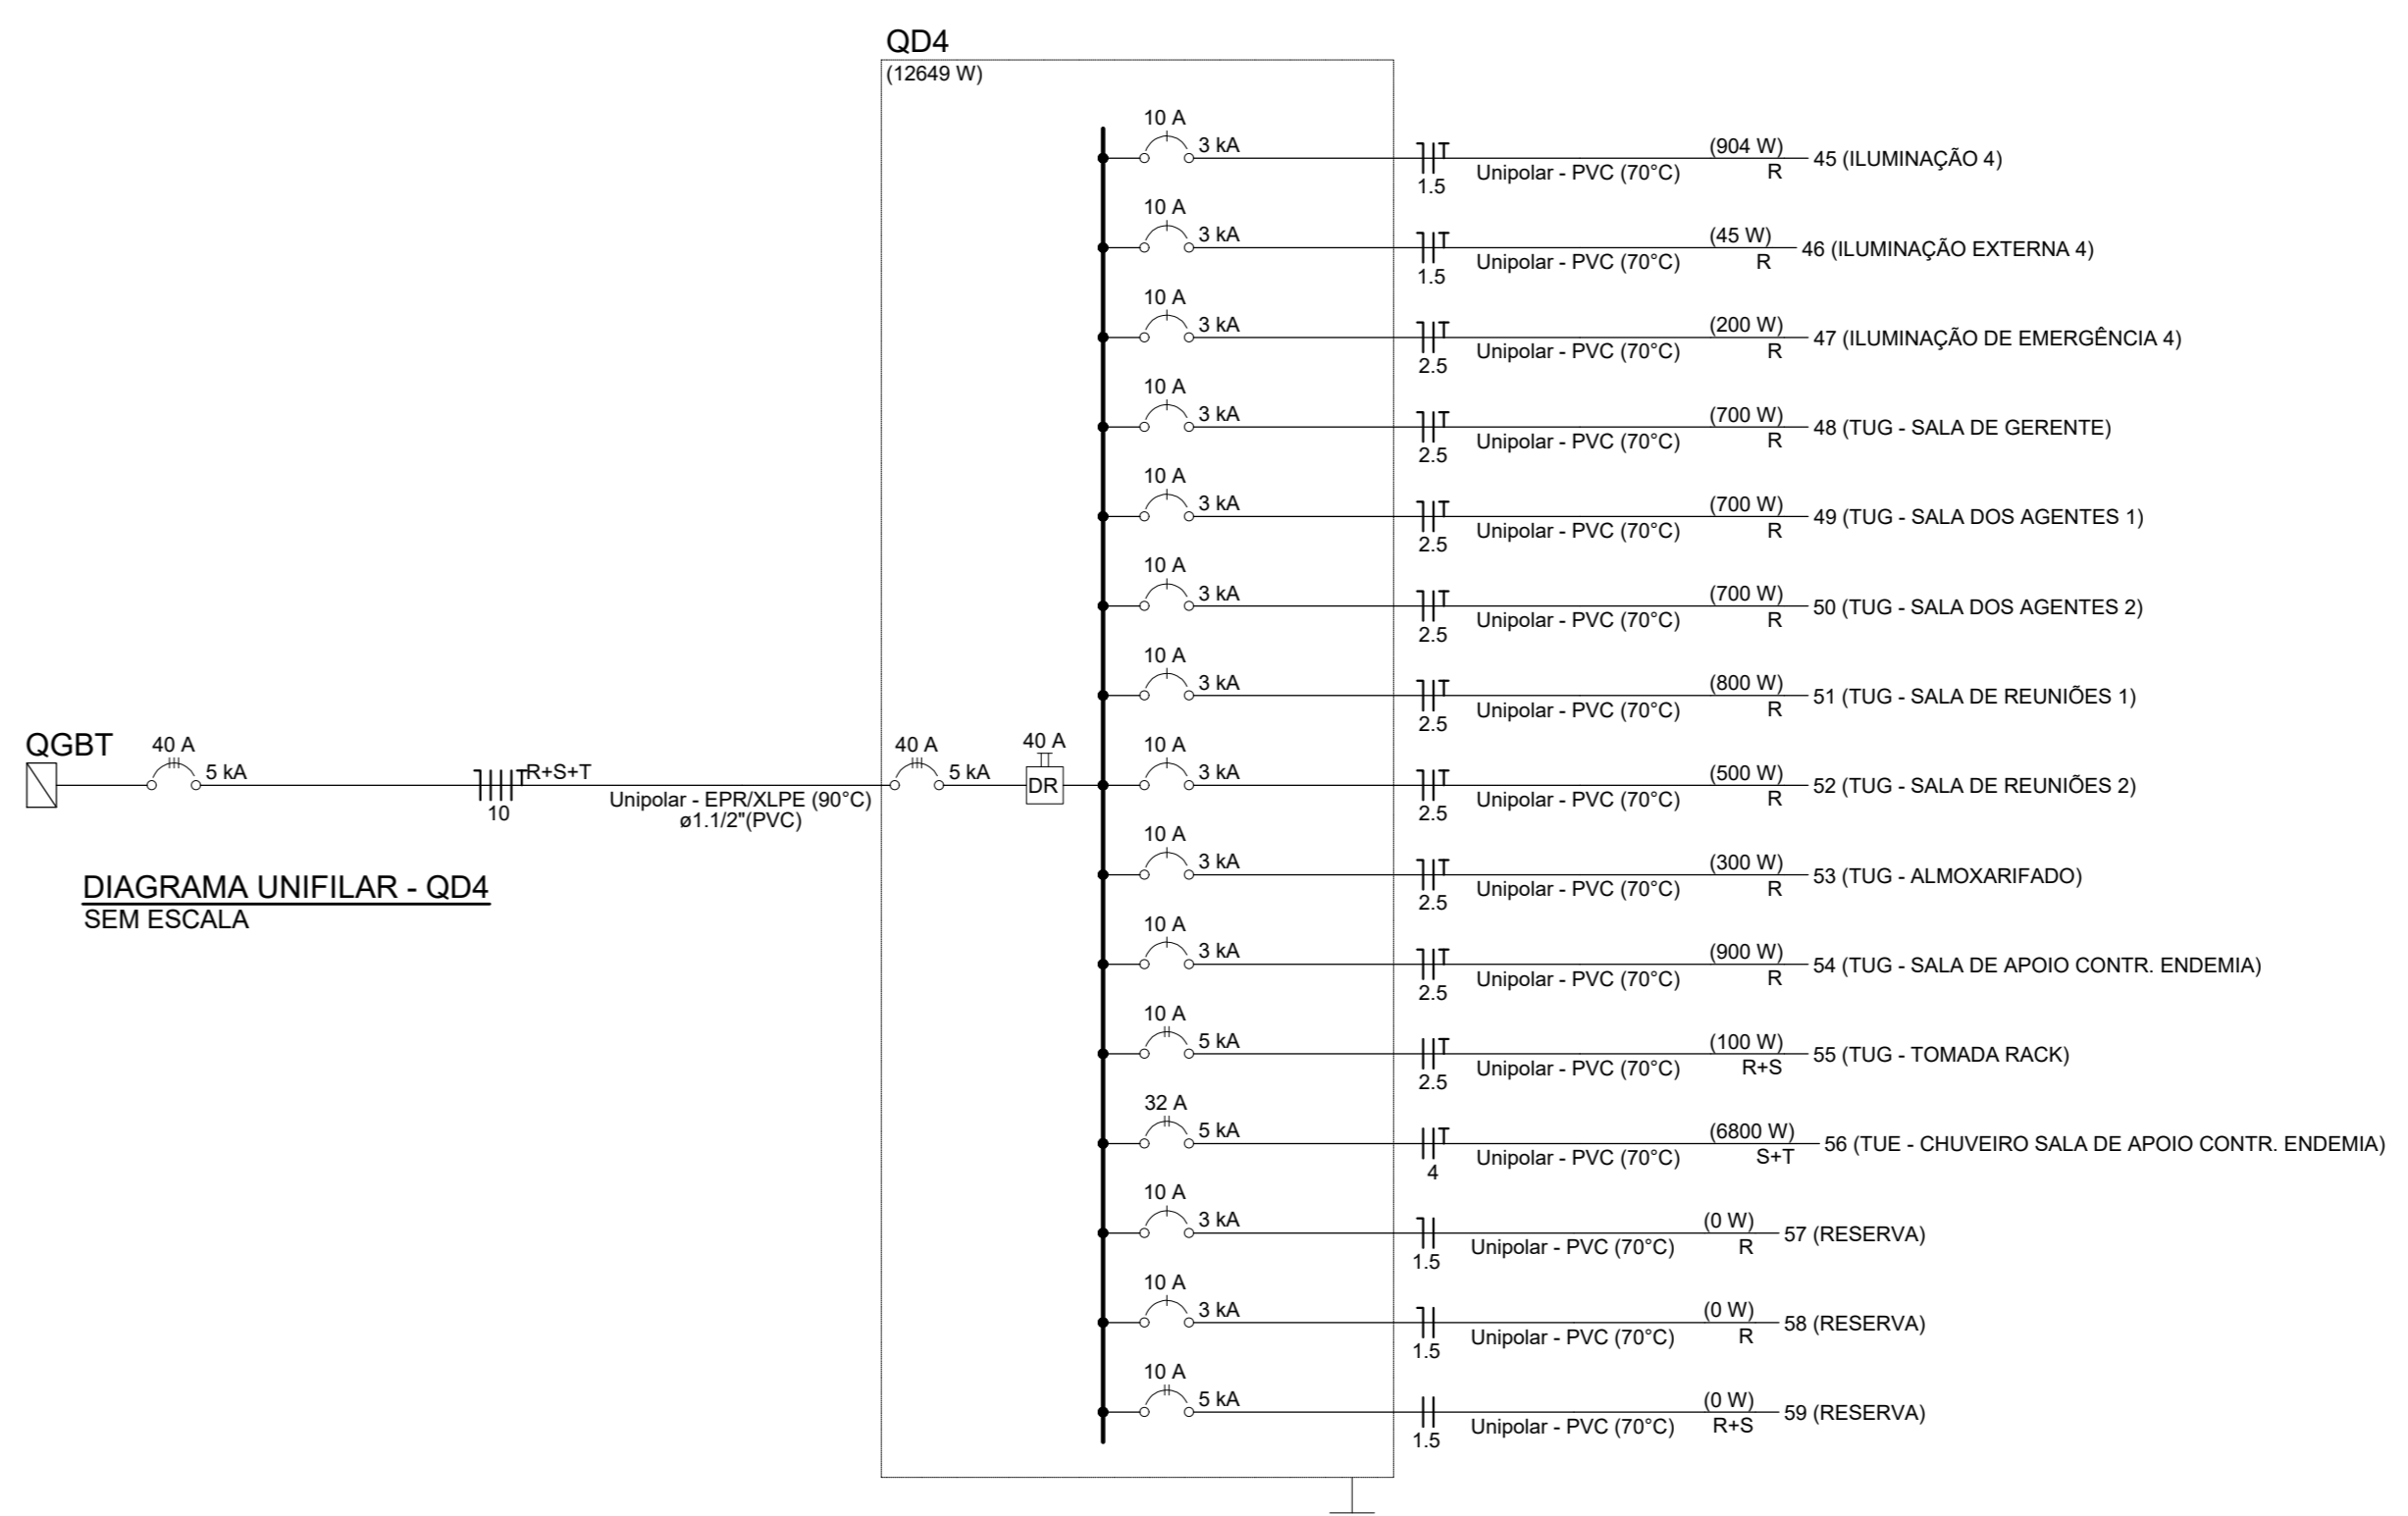 QD4
(12649 W)
10 A
3 kA
1.5
Unipolar - PVC (70°C)
(904 W)
R
45 (ILUMINAÇÃO 4)
10 A
3 kA
1.5
Unipolar - PVC (70°C)
(45 W)
R
46 (ILUMINAÇÃO EXTERNA 4)
10 A
3 kA
2.5
Unipolar - PVC (70°C)
(200 W)
R
47 (ILUMINAÇÃO DE EMERGÊNCIA 4)
10 A
3 kA
2.5
Unipolar - PVC (70°C)
(700 W)
R
48 (TUG - SALA DE GERENTE)
10 A
3 kA
2.5
Unipolar - PVC (70°C)
(700 W)
R
49 (TUG - SALA DOS AGENTES 1)
10 A
3 kA
2.5
Unipolar - PVC (70°C)
(700 W)
R
50 (TUG - SALA DOS AGENTES 2)
10 A
3 kA
2.5
Unipolar - PVC (70°C)
(800 W)
R
51 (TUG - SALA DE REUNIÕES 1)
QGBT
40 A
5 kA
10
R+S+T
Unipolar - EPR/XLPE (90°C)
ø1.1/2"(PVC)
40 A
5 kA
40 A
DR
10 A
3 kA
2.5
Unipolar - PVC (70°C)
(500 W)
R
52 (TUG - SALA DE REUNIÕES 2)
DIAGRAMA UNIFILAR - QD4
SEM ESCALA
10 A
3 kA
2.5
Unipolar - PVC (70°C)
(300 W)
R
53 (TUG - ALMOXARIFADO)
10 A
3 kA
2.5
Unipolar - PVC (70°C)
(900 W)
R
54 (TUG - SALA DE APOIO CONTR. ENDEMIA)
10 A
5 kA
2.5
Unipolar - PVC (70°C)
(100 W)
R+S
55 (TUG - TOMADA RACK)
32 A
5 kA
4
Unipolar - PVC (70°C)
(6800 W)
S+T
56 (TUE - CHUVEIRO SALA DE APOIO CONTR. ENDEMIA)
10 A
3 kA
1.5
Unipolar - PVC (70°C)
(0 W)
R
57 (RESERVA)
10 A
3 kA
1.5
Unipolar - PVC (70°C)
(0 W)
R
58 (RESERVA)
10 A
5 kA
1.5
Unipolar - PVC (70°C)
(0 W)
R+S
59 (RESERVA)